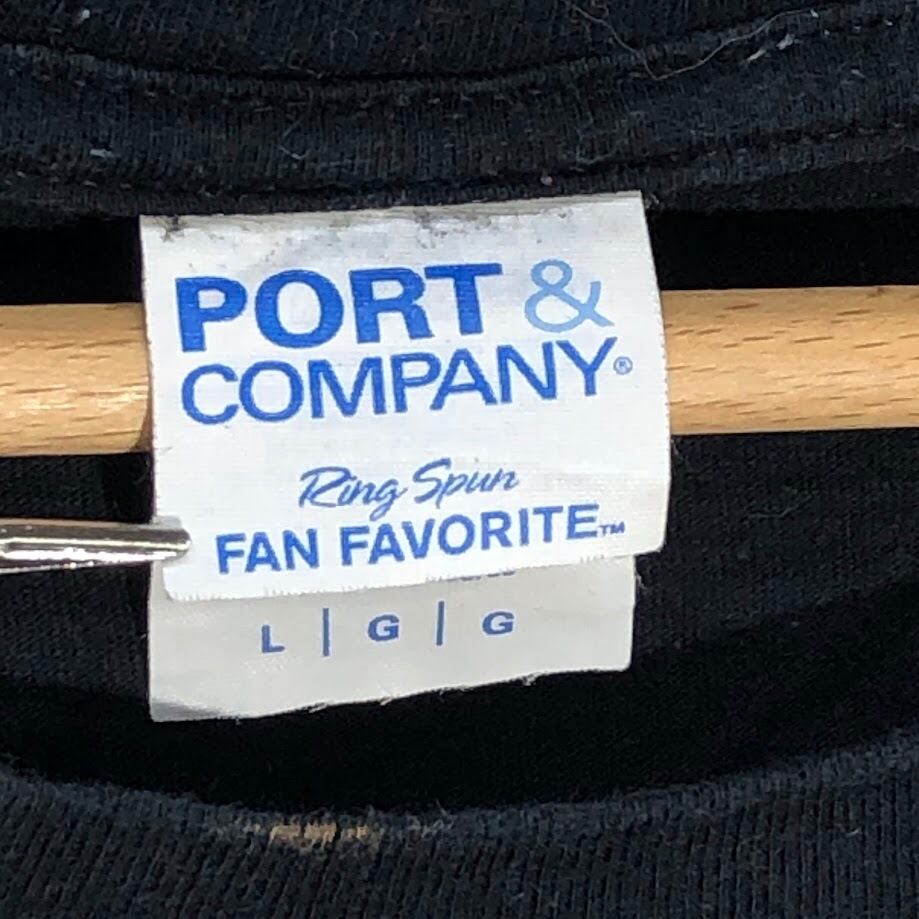 PORT &
COMPANY®
Ring Spun
FAN FAVORITE™
L | G | G